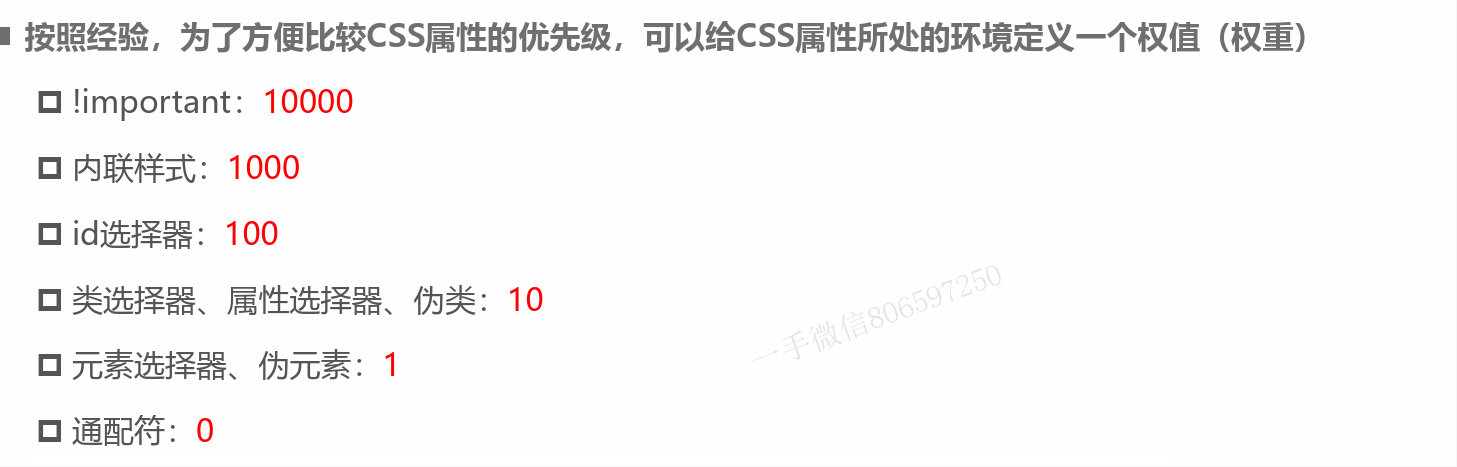 按照经验，为了方便比较CSS属性的优先级，可以给CSS属性所处的环境定义一个权值（权重）
!important：10000
内联样式：1000
id选择器：100
类选择器、属性选择器、伪类：10
元素选择器、伪元素：1
通配符：0
一手微信806597250